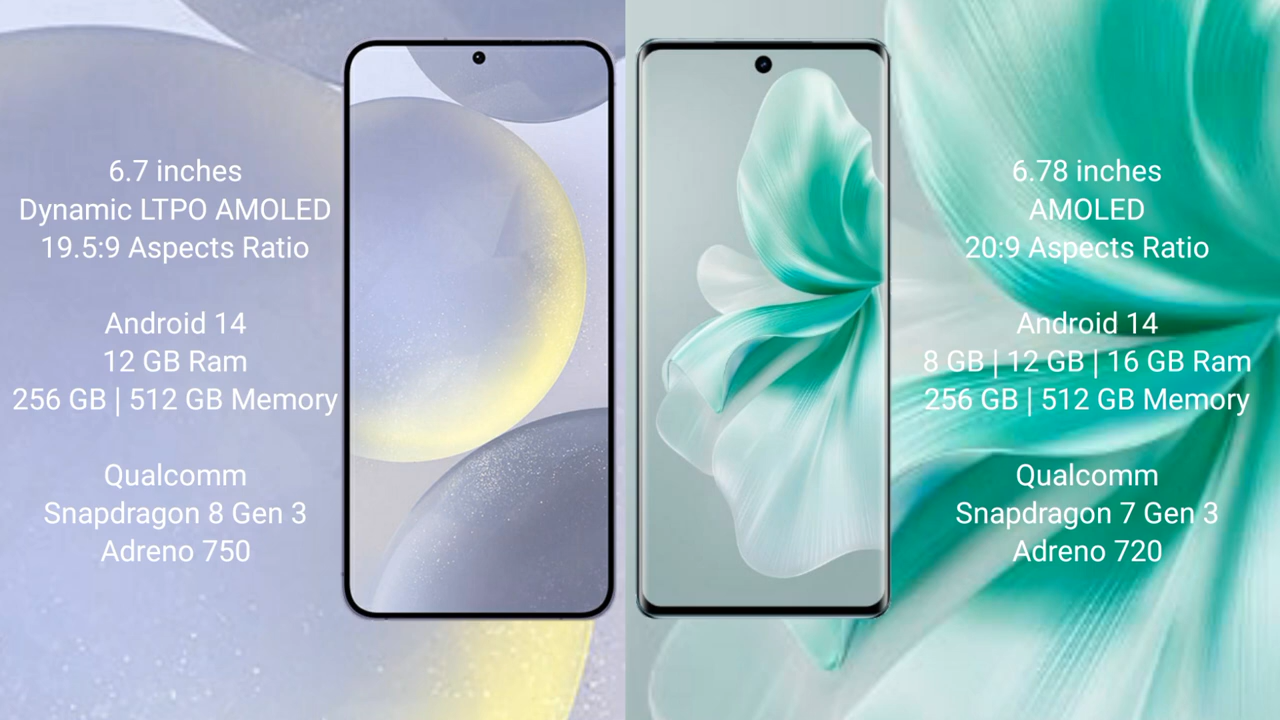 6.7 inches
Dynamic LTPO AMOLED
19.5:9 Aspects Ratio
Android 14
12 GB Ram
256 GB | 512 GB Memory
Qualcomm
Snapdragon 8 Gen 3
Adreno 750
6.78 inches
AMOLED
20:9 Aspects Ratio
Android 14
8 GB | 12 GB | 16 GB Ram
256 GB | 512 GB Memory
Qualcomm
Snapdragon 7 Gen 3
Adreno 720